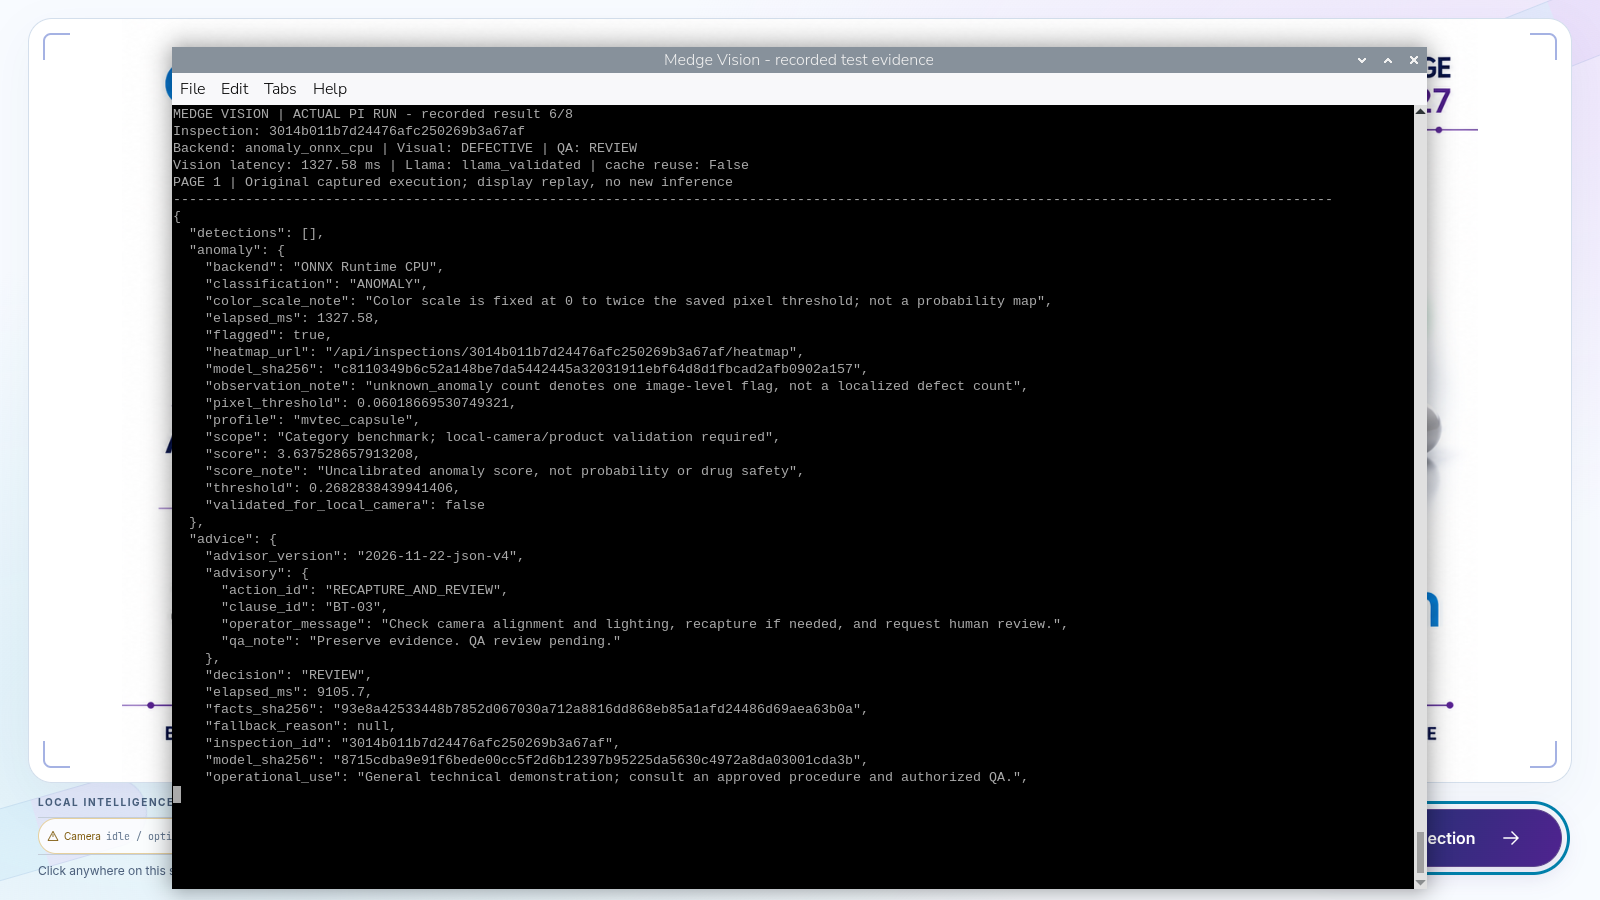 Medge Vision - recorded test evidence
File Edit Tabs Help
MEDGE VISION | ACTUAL PI RUN - recorded result 6/8
Inspection: 3014b011b7d24476afc250269b3a67af
Backend: anomaly_onnx_cpu | Visual: DEFECTIVE | QA: REVIEW
Vision latency: 1327.58 ms | Llama: llama_validated | cache reuse: False
PAGE 1 | Original captured execution; display replay, no new inference
------------------------------------------------------------------------------------------------------------------------------------------------
{
  "detections": [],
  "anomaly": {
    "backend": "ONNX Runtime CPU",
    "classification": "ANOMALY",
    "color_scale_note": "Color scale is fixed at 0 to twice the saved pixel threshold; not a probability map",
    "elapsed_ms": 1327.58,
    "flagged": true,
    "heatmap_url": "/api/inspections/3014b011b7d24476afc250269b3a67af/heatmap",
    "model_sha256": "c8110349b6c52a148be7da5442445a32031911ebf64d8d1fbcad2afb0902a157",
    "observation_note": "unknown_anomaly count denotes one image-level flag, not a localized defect count",
    "pixel_threshold": 0.06018669530749321,
    "profile": "mvtec_capsule",
    "scope": "Category benchmark; local-camera/product validation required",
    "score": 3.637528657913208,
    "score_note": "Uncalibrated anomaly score, not probability or drug safety",
    "threshold": 0.2682838439941406,
    "validated_for_local_camera": false
  },
  "advice": {
    "advisor_version": "2026-11-22-json-v4",
    "advisory": {
      "action_id": "RECAPTURE_AND_REVIEW",
      "clause_id": "BT-03",
      "operator_message": "Check camera alignment and lighting, recapture if needed, and request human review.",
      "qa_note": "Preserve evidence. QA review pending."
    },
    "decision": "REVIEW",
    "elapsed_ms": 9105.7,
    "facts_sha256": "93e8a42533448b7852d067030a712a8816dd868eb85a1afd24486d69aea63b0a",
    "fallback_reason": null,
    "inspection_id": "3014b011b7d24476afc250269b3a67af",
    "model_sha256": "8715cdba9e91f6bede00cc5f2d6b12397b95225da5630c4972a8da03001cda3b",
    "operational_use": "General technical demonstration; consult an approved procedure and authorized QA.",
GE
27
LOCAL INTELLIGENCE
Camera idle / opti
Click anywhere on this s
ection →